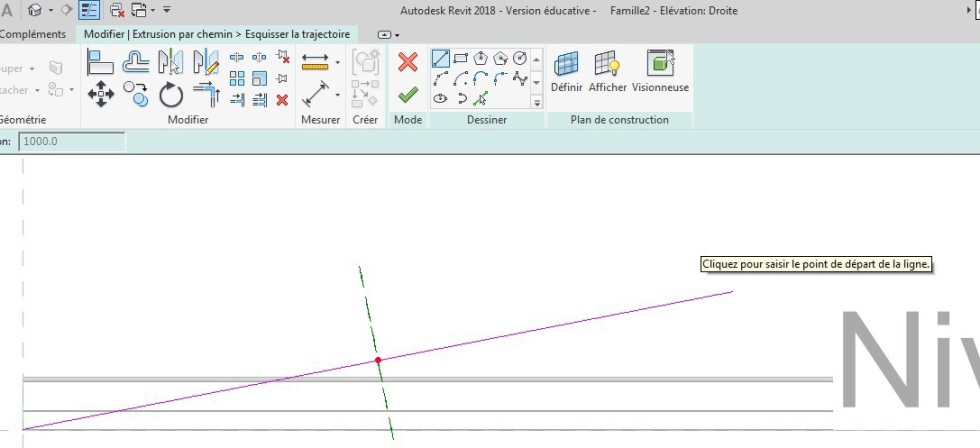 Autodesk Revit 2018 - Version éducative - Famille2 - Elévation: Droite
Compléments Modifier | Extrusion par chemin > Esquisser la trajectoire
ouper
tacher
Définir Afficher Visionneuse
Géométrie Modifier Mesurer Créer Mode Dessiner Plan de construction
on: 1000.0
Cliquez pour saisir le point de départ de la ligne.
Niv